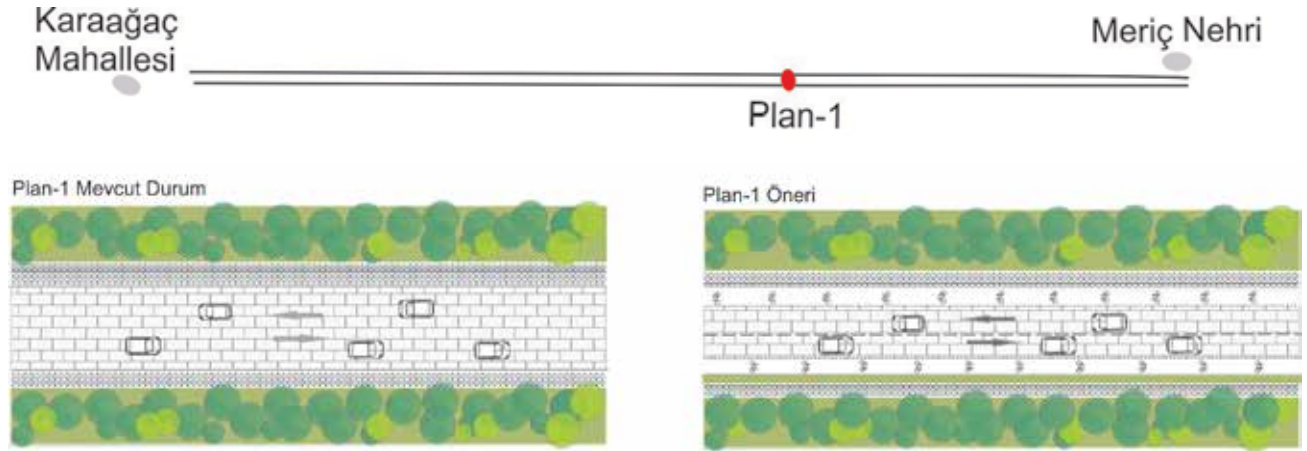 Karaağaç
Mahallesi
Meriç Nehri
Plan-1
Plan-1 Mevcut Durum
Plan-1 Öneri